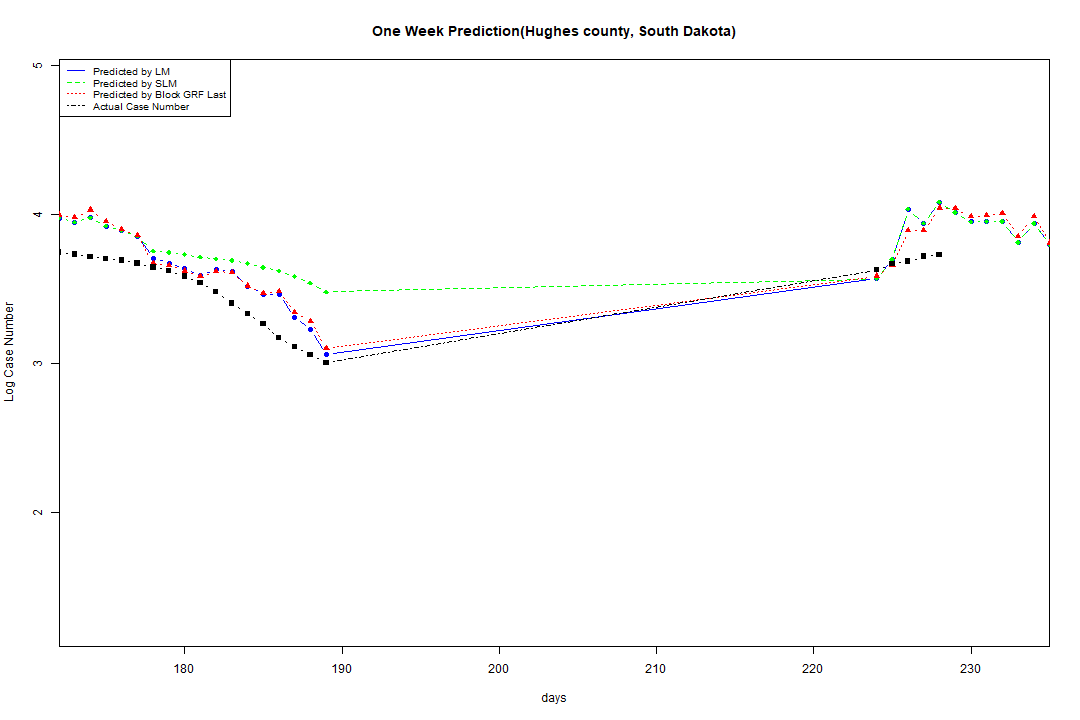 One Week Prediction(Hughes county, South Dakota)
Predicted by LM
Predicted by SLM
Predicted by Block GRF Last
Actual Case Number
5
4
3
2
Log Case Number
180 190 200 210 220 230
days